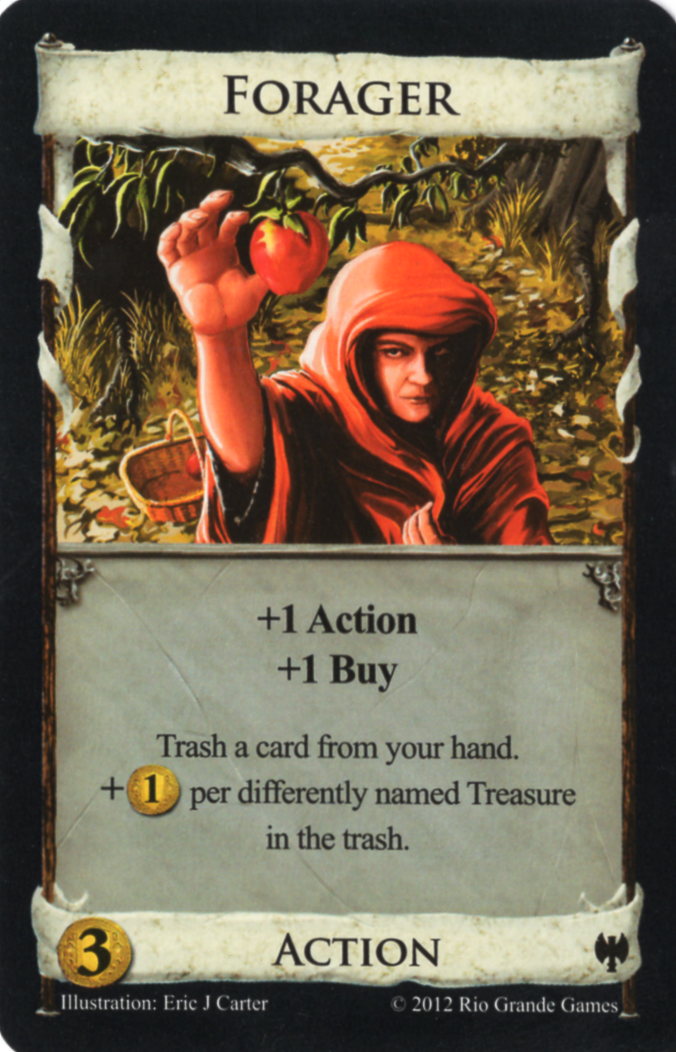 FORAGER
+1 Action
+1 Buy
Trash a card from your hand.
+1 per differently named Treasure
in the trash.
3 ACTION
Illustration: Eric J Carter © 2012 Rio Grande Games